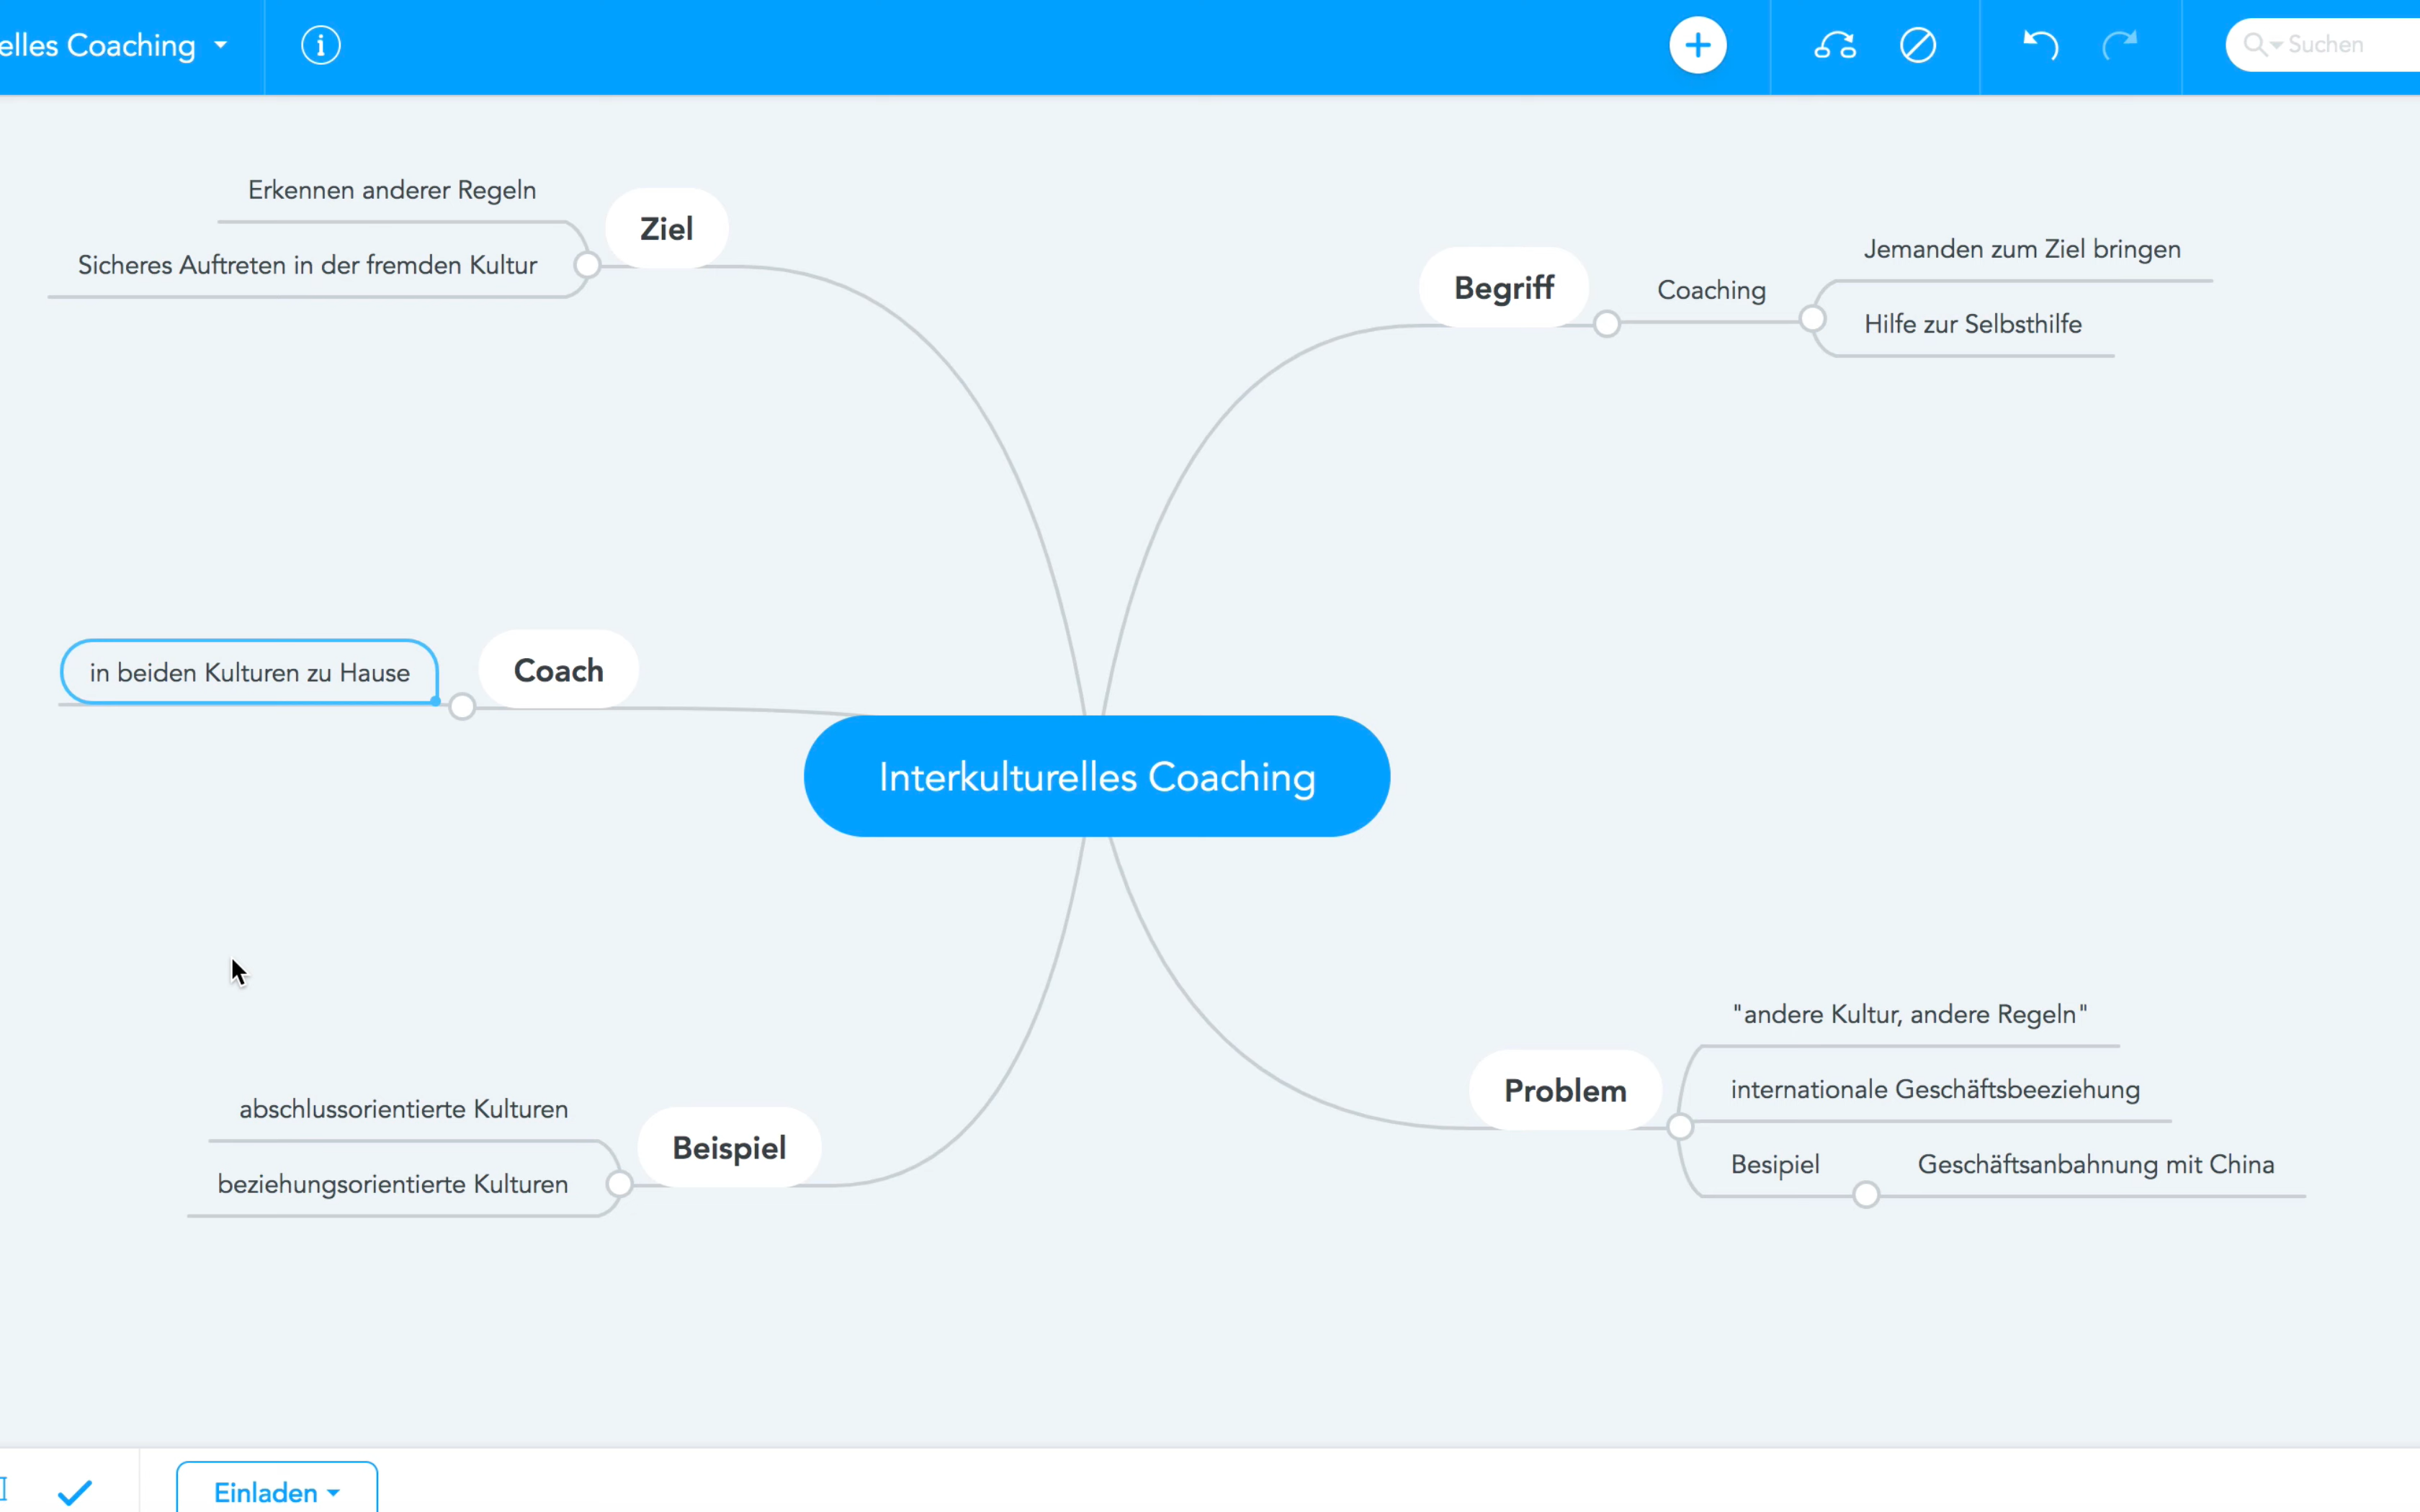 elles Coaching
Suchen
Erkennen anderer Regeln
Ziel
Sicheres Auftreten in der fremden Kultur
Begriff
Coaching
Jemanden zum Ziel bringen
Hilfe zur Selbsthilfe
in beiden Kulturen zu Hause
Coach
Interkulturelles Coaching
abschlussorientierte Kulturen
Beispiel
beziehungsorientierte Kulturen
"andere Kultur, andere Regeln"
Problem
internationale Geschäftsbeeziehung
Besipiel
Geschäftsanbahnung mit China
Einladen